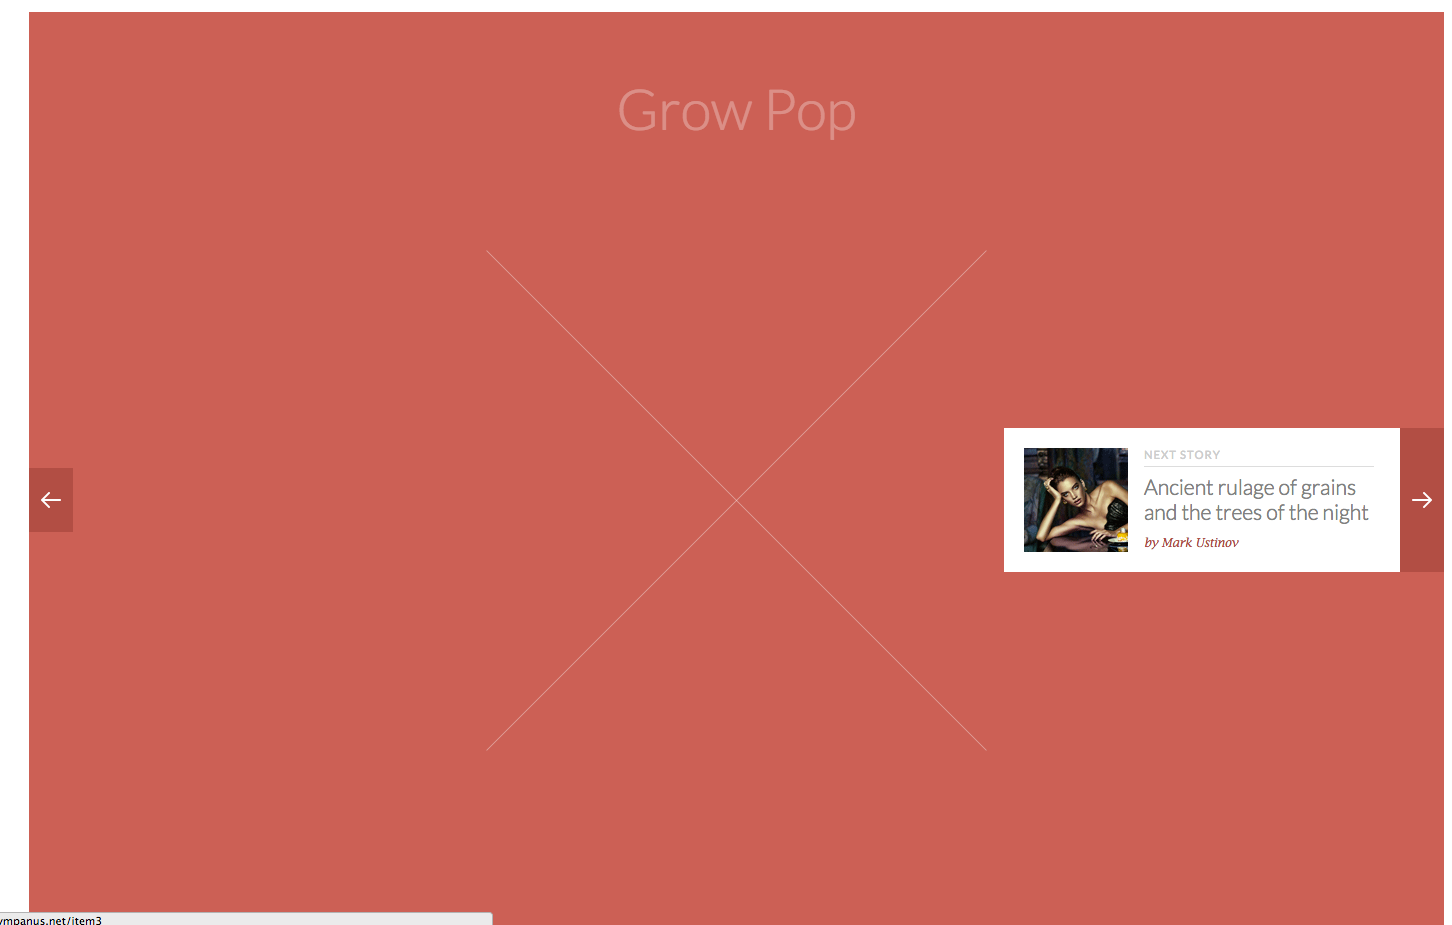 Grow Pop
NEXT STORY
Ancient rulage of grains
and the trees of the night
by Mark Ustinov
ympanus.net/item3